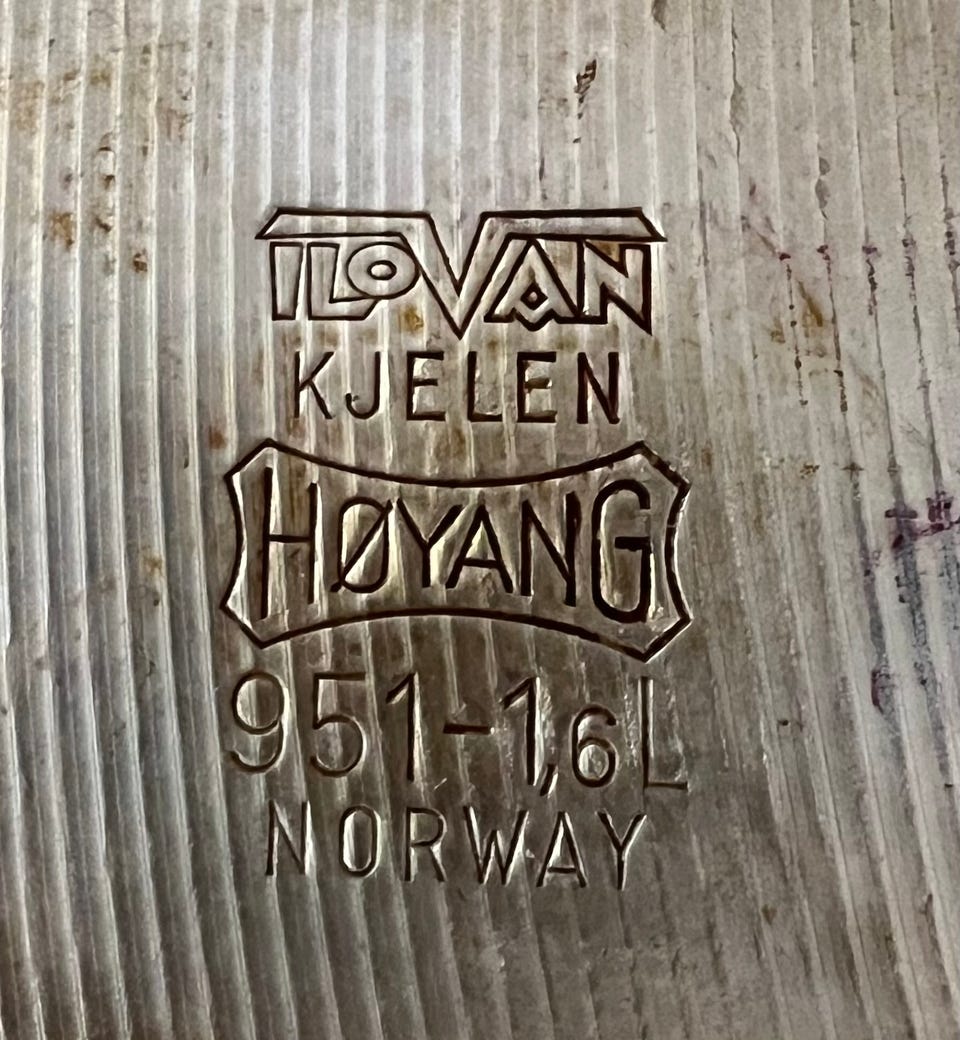 ILOVAN
KJELEN
HØYANG
951-1,6L
NORWAY